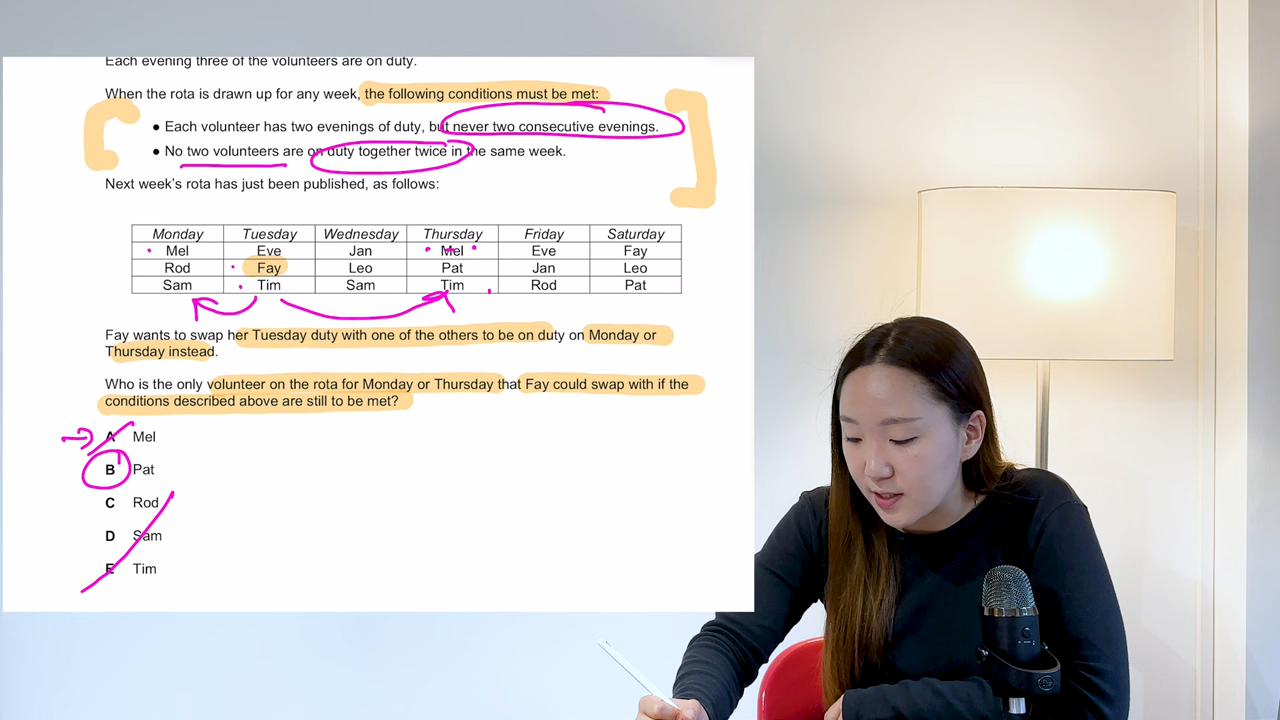 Each evening three of the volunteers are on duty.
When the rota is drawn up for any week, the following conditions must be met:
● Each volunteer has two evenings of duty, but never two consecutive evenings.
● No two volunteers are on duty together twice in the same week.
Next week's rota has just been published, as follows:
Monday Tuesday Wednesday Thursday Friday Saturday
Mel Eve Jan Mel Eve Fay
Rod Fay Leo Pat Jan Leo
Sam Tim Sam Tim Rod Pat
Fay wants to swap her Tuesday duty with one of the others to be on duty on Monday or
Thursday instead.
Who is the only volunteer on the rota for Monday or Thursday that Fay could swap with if the
conditions described above are still to be met?
A Mel
B Pat
C Rod
D Sam
E Tim